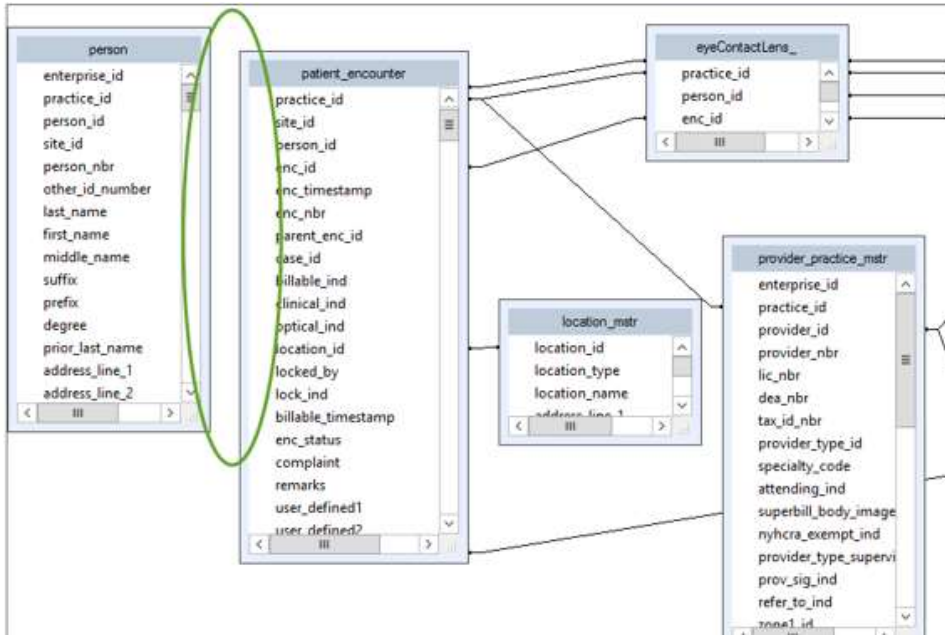 person
enterprise_id
practice_id
person_id
site_id
person_nbr
other_id_number
last_name
first_name
middle_name
suffix
prefix
degree
prior_last_name
address_line_1
address_line_2
patient_encounter
practice_id
site_id
person_id
enc_id
enc_timestamp
enc_nbr
parent_enc_id
case_id
billable_ind
clinical_ind
optical_ind
location_id
locked_by
lock_ind
billable_timestamp
enc_status
complaint
remarks
user_defined1
user_defined2
eyeContactLens_
practice_id
person_id
enc_id
location_mstr
location_id
location_type
location_name
address_line_1
provider_practice_mstr
enterprise_id
practice_id
provider_id
provider_nbr
lic_nbr
dea_nbr
tax_id_nbr
provider_type_id
specialty_code
attending_ind
superbill_body_image
nyhcra_exempt_ind
provider_type_supervi
prov_sig_ind
refer_to_ind
zone1_id